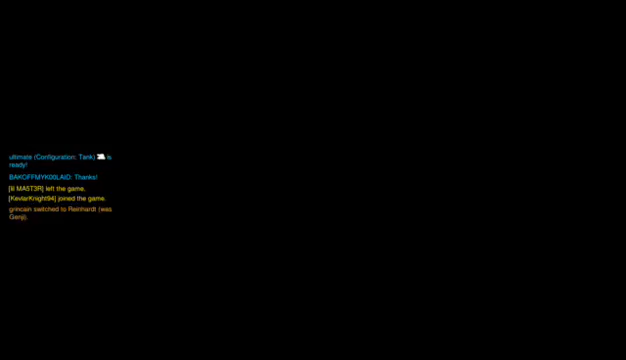 ultimate (Configuration: Tank) is
ready!
BAKOFFMYK00LAID: Thanks!
[lil MA5T3R] left the game.
[KevlarKnight94] joined the game.
grincain switched to Reinhardt (was
Genji).